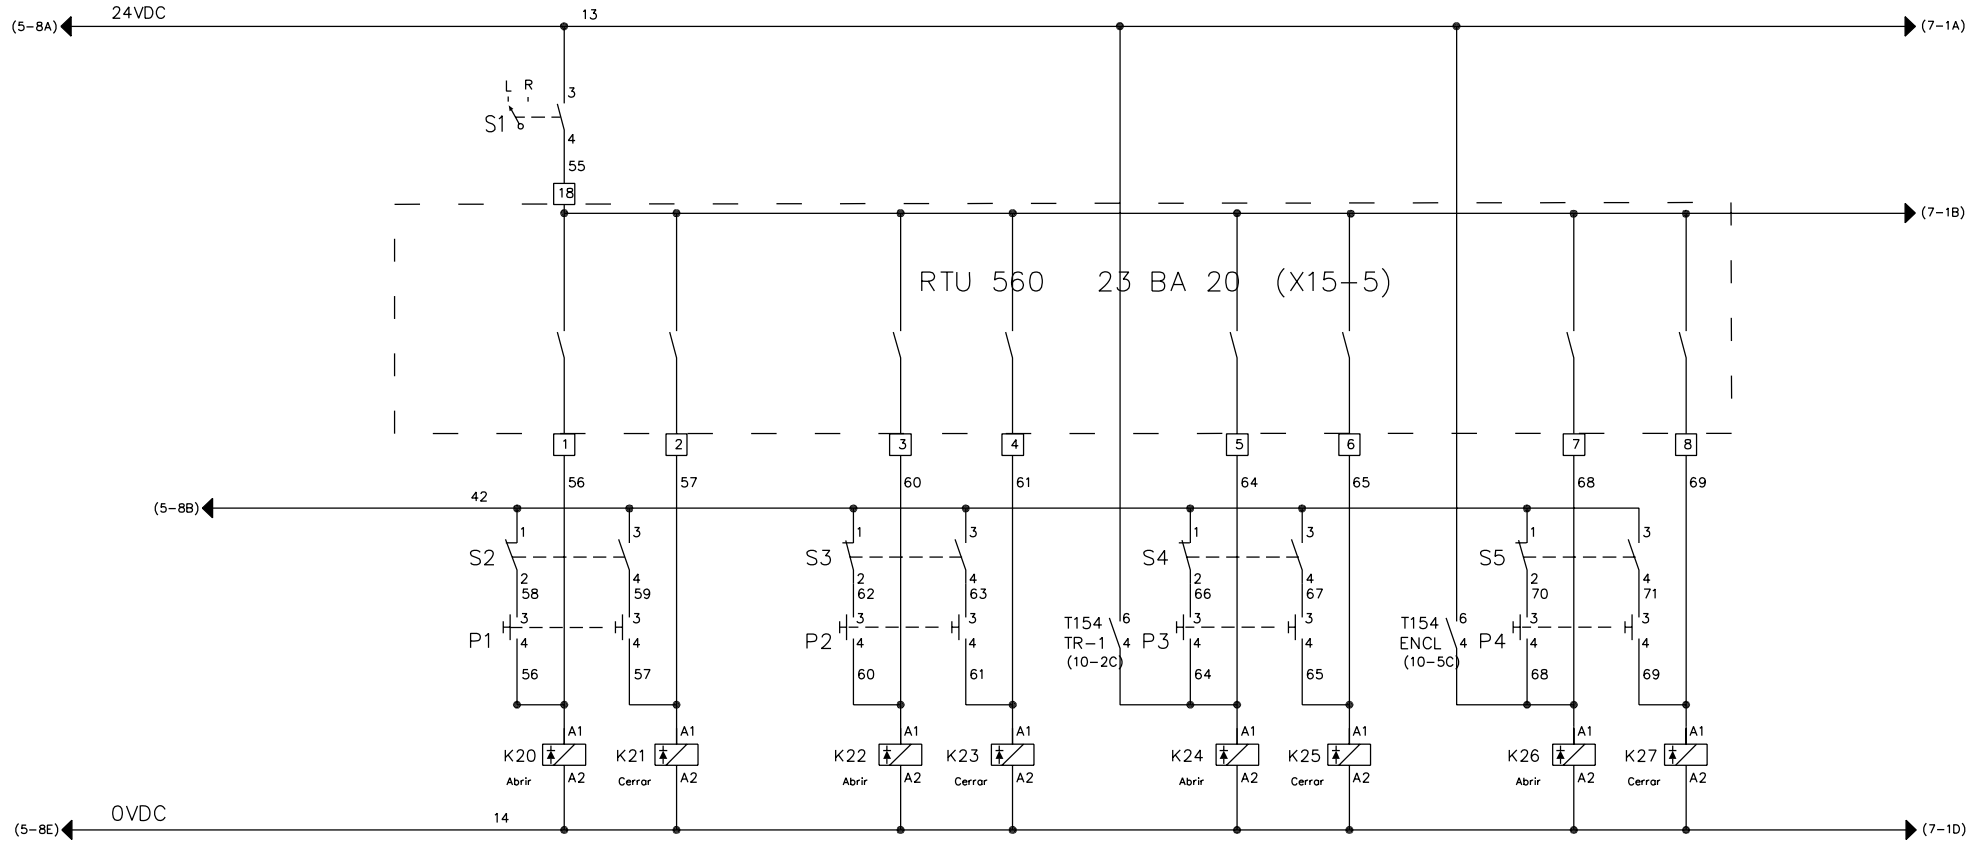 24VDC
13
(5-8A)
(7-1A)
L R
3
S1
4
55
18
(7-1B)
RTU 560 23 BA 20 (X15-5)
1 2 3 4 5 6 7 8
56 57 60 61 64 65 68 69
42
(5-8B)
1 3 1 3 1 3 1 3
S2 S3 S4 S5
2 4 2 4 2 4 2 4
58 59 62 63 66 67 70 71
3 3 3 3 6 3 3 6 3 3
T154 T154
P1 P2 TR-1 P3 ENCL P4
4 4 4 4 4 4 4 4 4 4
(10-2C) (10-5C)
56 57 60 61 64 65 68 69
A1 A1 A1 A1 A1 A1 A1 A1
K20 K21 K22 K23 K24 K25 K26 K27
A2 A2 A2 A2 A2 A2 A2 A2
Abrir Cerrar Abrir Cerrar Abrir Cerrar Abrir Cerrar
0VDC
14
(5-8E)
(7-1D)